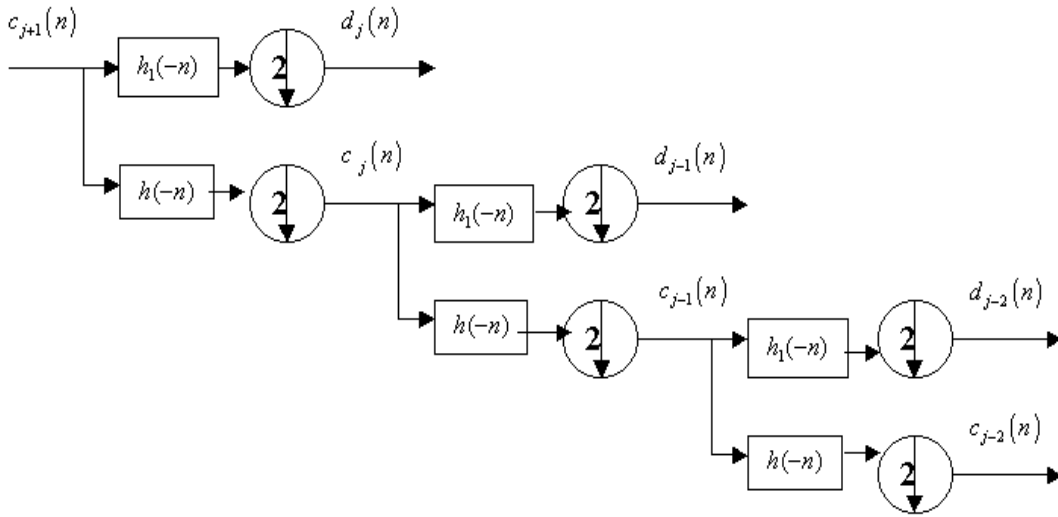 c_{j+1}(n)
d_j(n)
h_1(-n)
2
c_j(n)
d_{j-1}(n)
h(-n)
2
h_1(-n)
2
c_{j-1}(n)
d_{j-2}(n)
h(-n)
2
h_1(-n)
2
c_{j-2}(n)
h(-n)
2